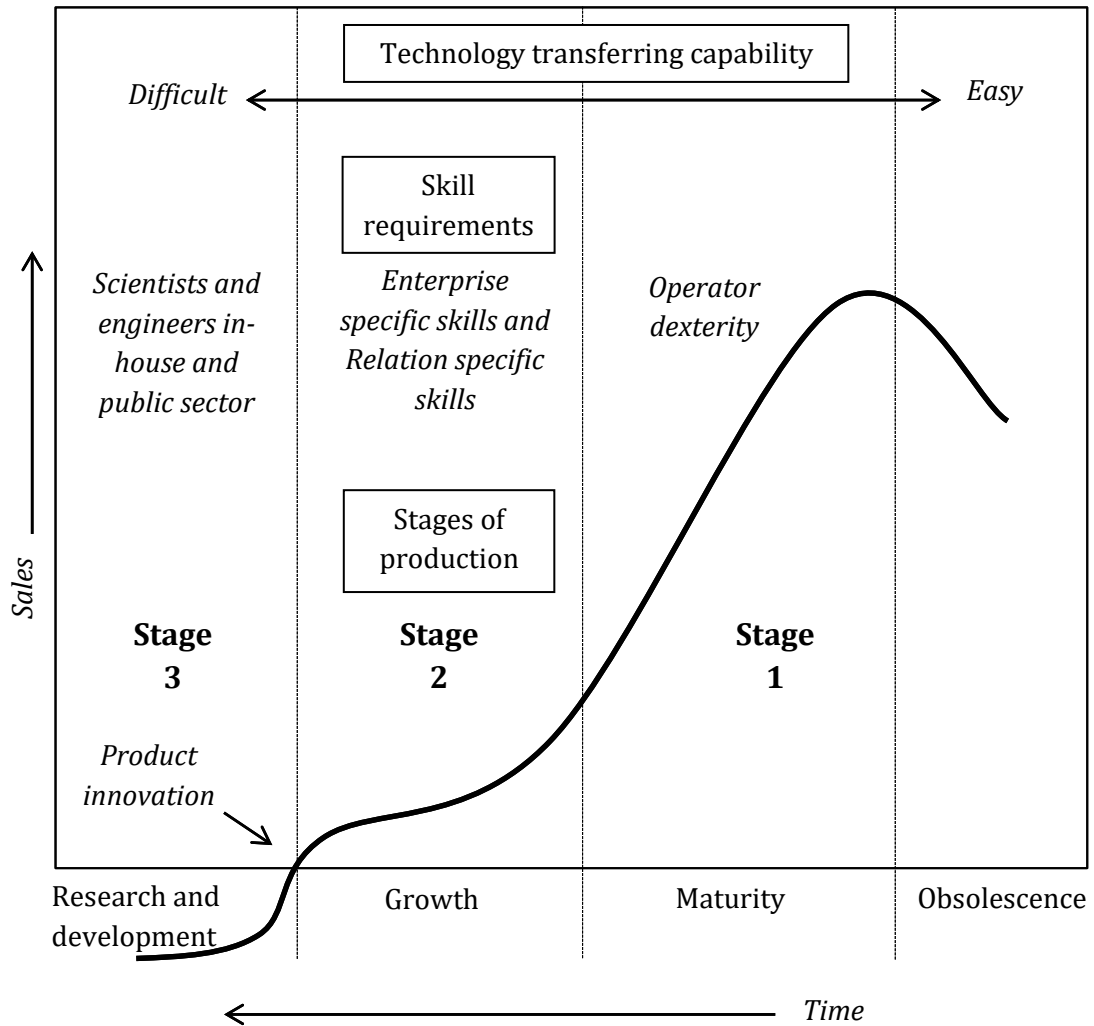 Technology transferring capability
Difficult
Easy
Skill
requirements
Scientists and
engineers in-
house and
public sector
Enterprise
specific skills and
Relation specific
skills
Operator
dexterity
Sales
Stages of
production
Stage
3
Stage
2
Stage
1
Product
innovation
Research and
development
Growth
Maturity
Obsolescence
Time